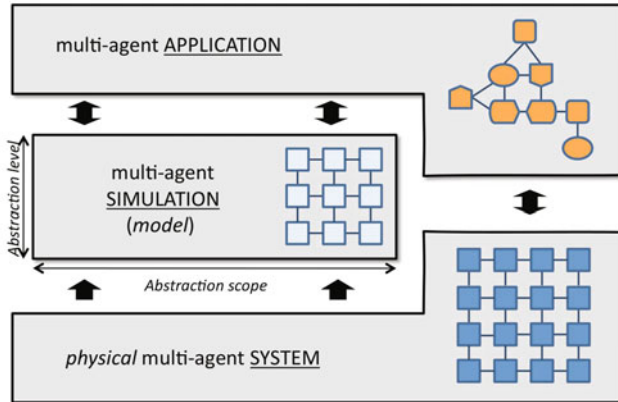 multi-agent APPLICATION
Abstraction level
multi-agent
SIMULATION
(model)
Abstraction scope
physical multi-agent SYSTEM